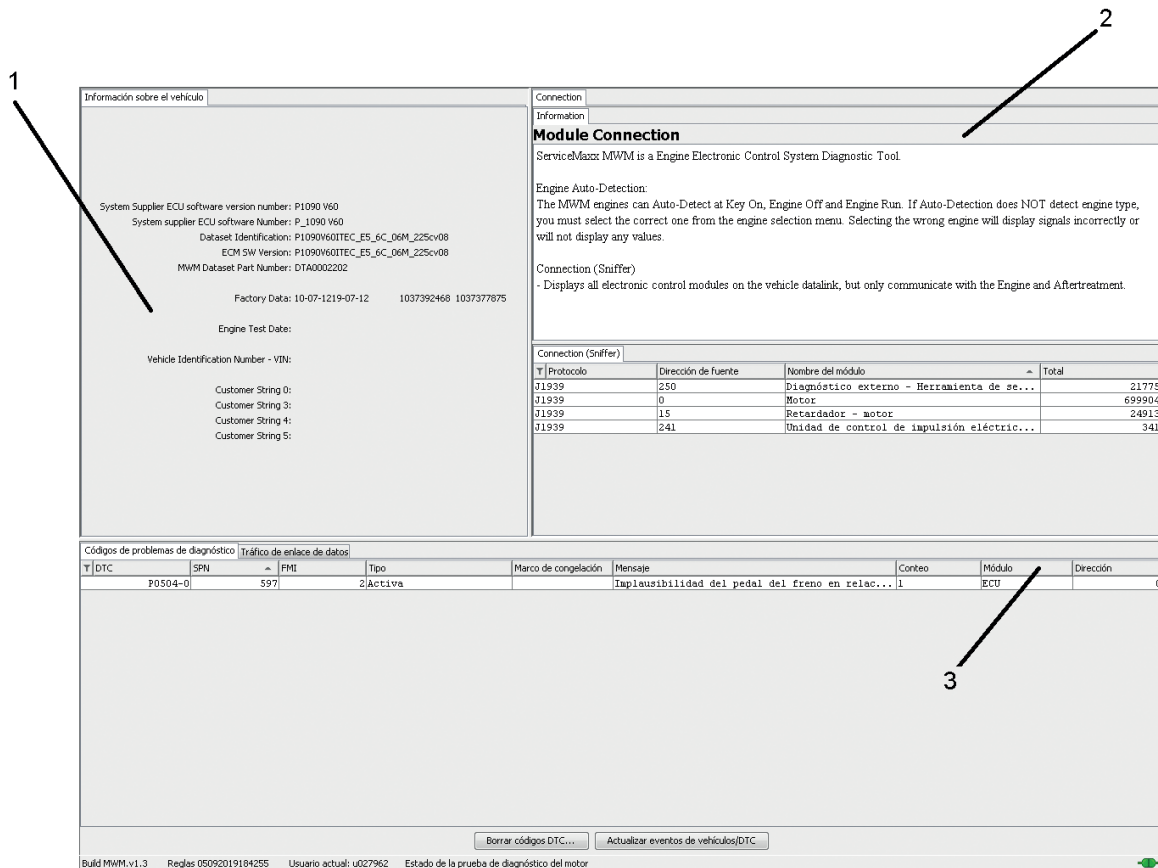 2
1
Información sobre el vehículo
System Supplier ECU software version number: P1090 V60
System supplier ECU software Number: P_1090 V60
Dataset Identification: P1090V60ITEC_E5_6C_06M_225cv08
ECM SW Version: P1090V60ITEC_E5_6C_06M_225cv08
MWM Dataset Part Number: DTA0002202
Factory Data: 10-07-1219-07-12 1037392468 1037377875
Engine Test Date:
Vehicle Identification Number - VIN:
Customer String 0:
Customer String 3:
Customer String 4:
Customer String 5:
Connection
Information
Module Connection
ServiceMaxx MWM is a Engine Electronic Control System Diagnostic Tool.
Engine Auto-Detection:
The MWM engines can Auto-Detect at Key On, Engine Off and Engine Run. If Auto-Detection does NOT detect engine type,
you must select the correct one from the engine selection menu. Selecting the wrong engine will display signals incorrectly or
will not display any values.
Connection (Sniffer)
- Displays all electronic control modules on the vehicle datalink, but only communicate with the Engine and Aftertreatment.
Connection (Sniffer)
Protocolo Dirección de fuente Nombre del módulo Total
J1939 250 Diagnóstico externo - Herramienta de se... 21775
J1939 0 Motor 699904
J1939 15 Retardador - motor 24913
J1939 241 Unidad de control de impulsión eléctric... 341
Códigos de problemas de diagnóstico Tráfico de enlace de datos
DTC SPN FMI Tipo Marco de congelación Mensaje Conteo Módulo Dirección
P0504-0 597 2 Activa Implausibilidad del pedal del freno en relac... 1 ECU 0
3
Borrar códigos DTC... Actualizar eventos de vehículos/DTC
Build MWM.v1.3 Reglas 05092019184255 Usuario actual: u027962 Estado de la prueba de diagnóstico del motor